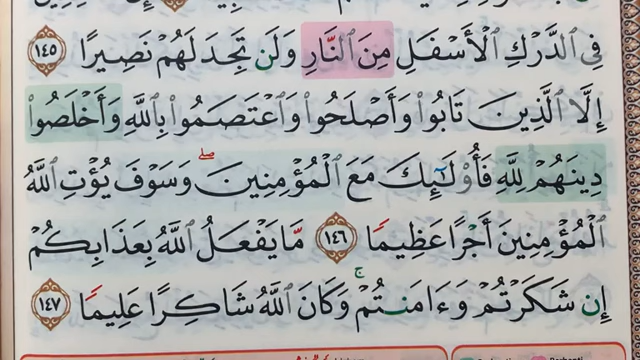 فِى ٱلدَّرْكِ ٱلْأَسْفَلِ مِنَ ٱلنَّارِ وَلَن تَجِدَ لَهُمْ نَصِيرًا ١٤٥
إِلَّا ٱلَّذِينَ تَابُوا۟ وَأَصْلَحُوا۟ وَٱعْتَصَمُوا۟ بِٱللَّهِ وَأَخْلَصُوا۟
دِينَهُمْ لِلَّهِ فَأُو۟لَٰٓئِكَ مَعَ ٱلْمُؤْمِنِينَ ۖ وَسَوْفَ يُؤْتِ ٱللَّهُ
ٱلْمُؤْمِنِينَ أَجْرًا عَظِيمًا ١٤٦ مَّا يَفْعَلُ ٱللَّهُ بِعَذَابِكُمْ
إِن شَكَرْتُمْ وَءَامَنتُمْ ۚ وَكَانَ ٱللَّهُ شَاكِرًا عَلِيمًا ١٤٧